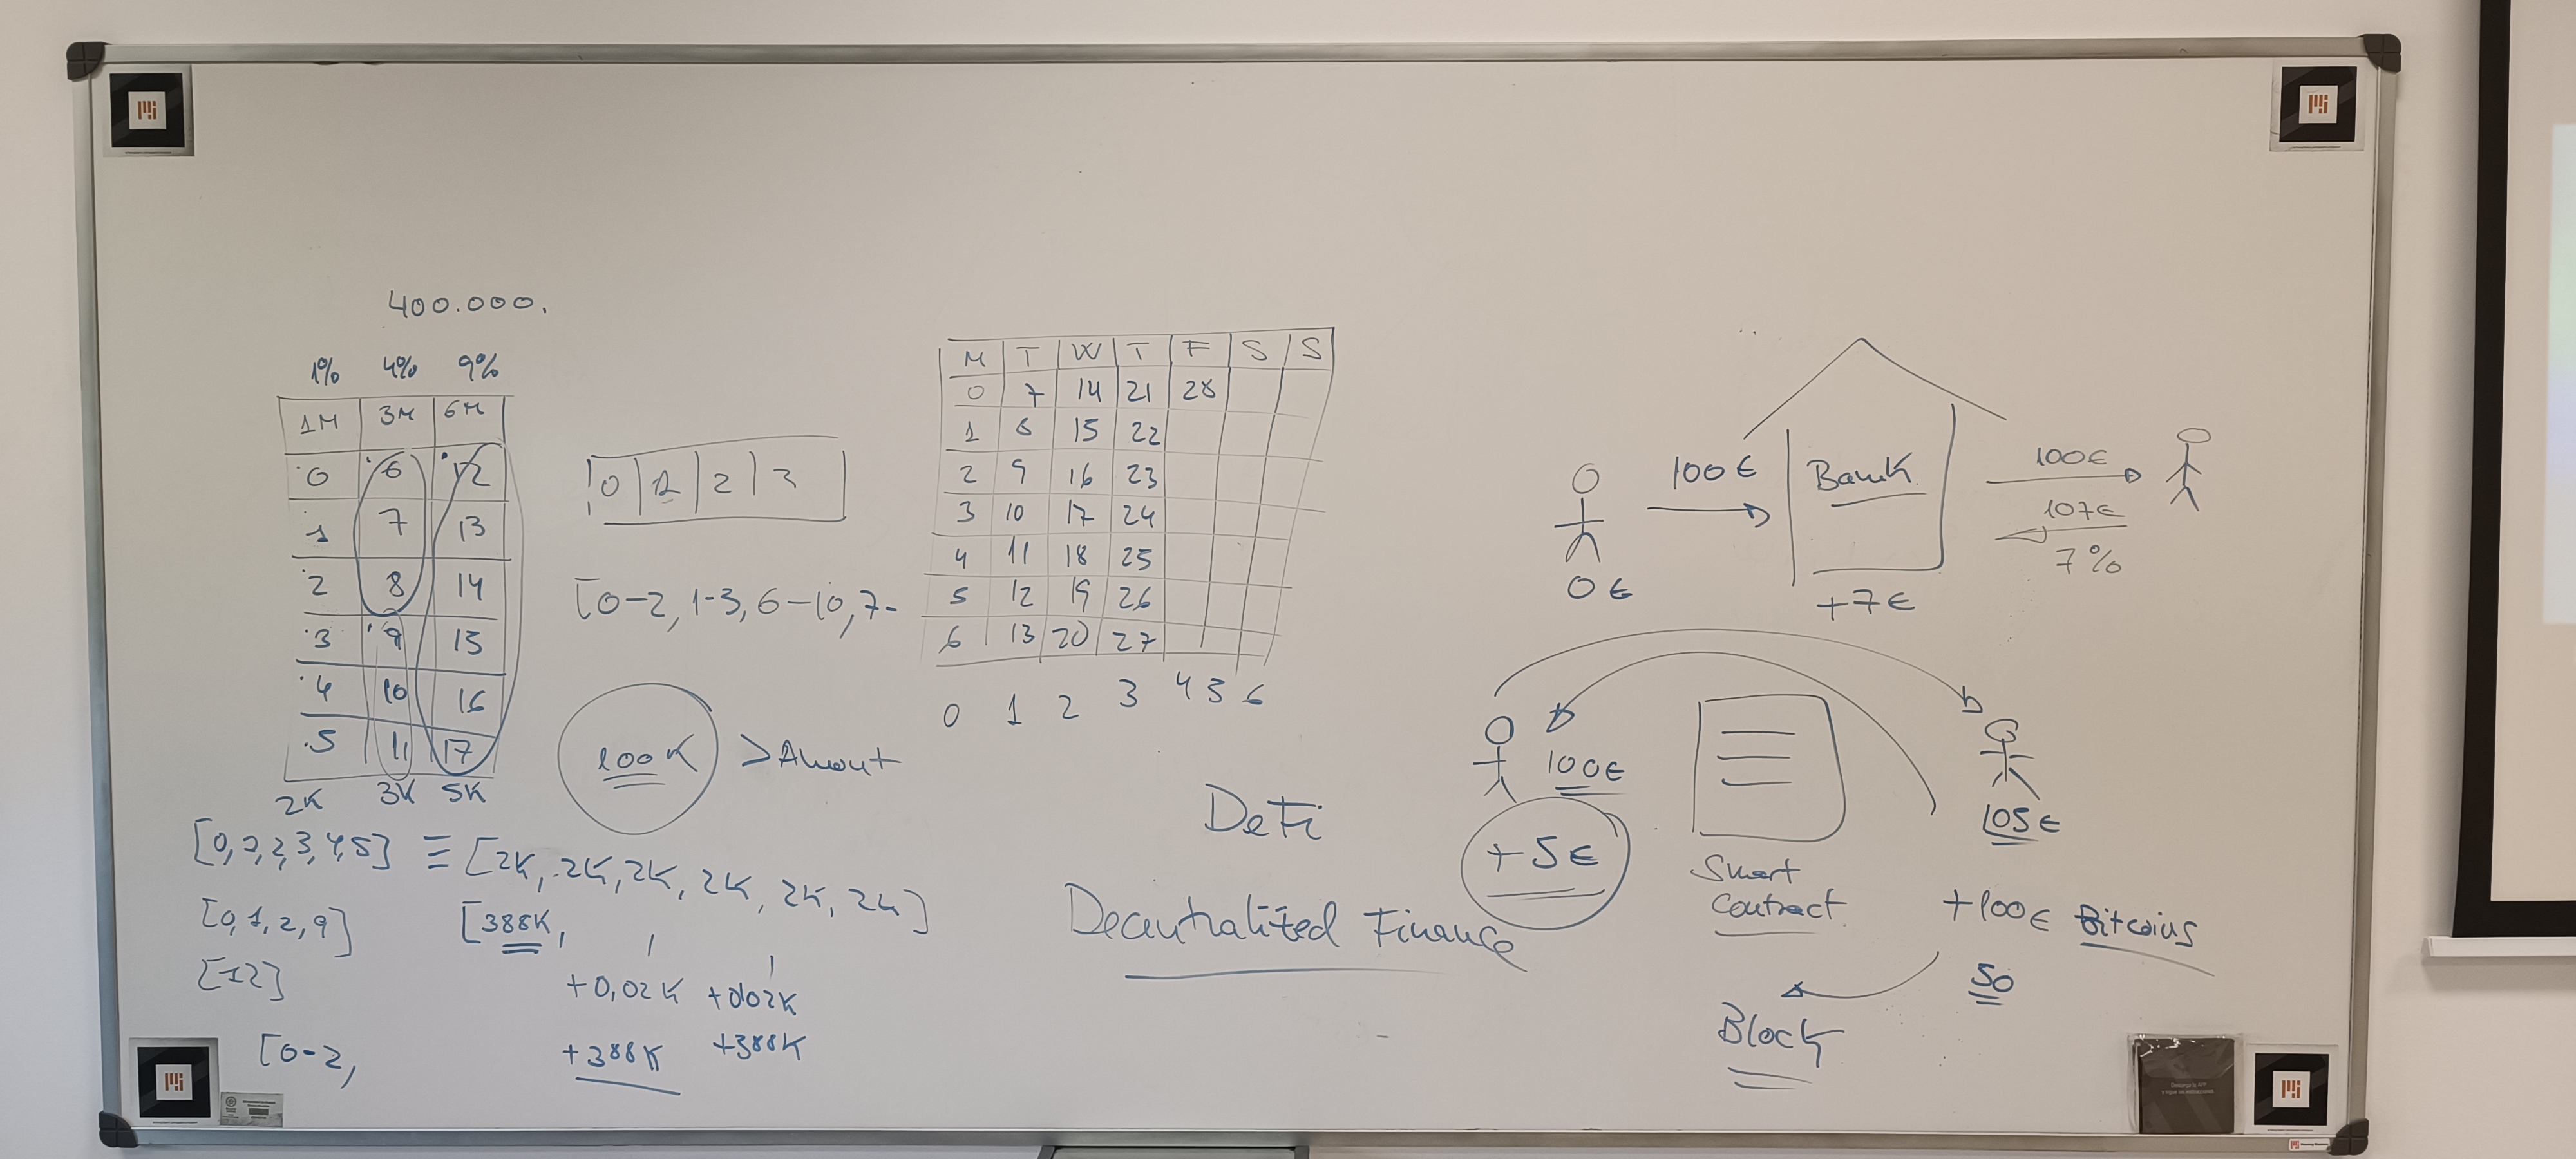 400.000.
1% 4% 9%
1M 3M 6M
0 6 12
1 7 13
2 8 14
3 9 15
4 10 16
5 11 17
2K 3K 5K
[0,1,2,3,4,5] ≡ [2K, 2K, 2K, 2K, 2K, 2K]
[0,1,2,9]
[12]
[0-2,
[388K,
+0,02K +0,02K
+388K +388K
0 1 2 3
[0-2, 1-3, 6-10, 7-
100K > Amount
M T W T F S S
0 7 14 21 28
1 8 15 22
2 9 16 23
3 10 17 24
4 11 18 25
5 12 19 26
6 13 20 27
0 1 2 3 4 5 6
DeFi
Decentralized Finance
100€ Bank 100€
107€
7%
0€
+7€
100€
+5€
Smart
Contract
105€
+100€ Bitcoins
50
Block